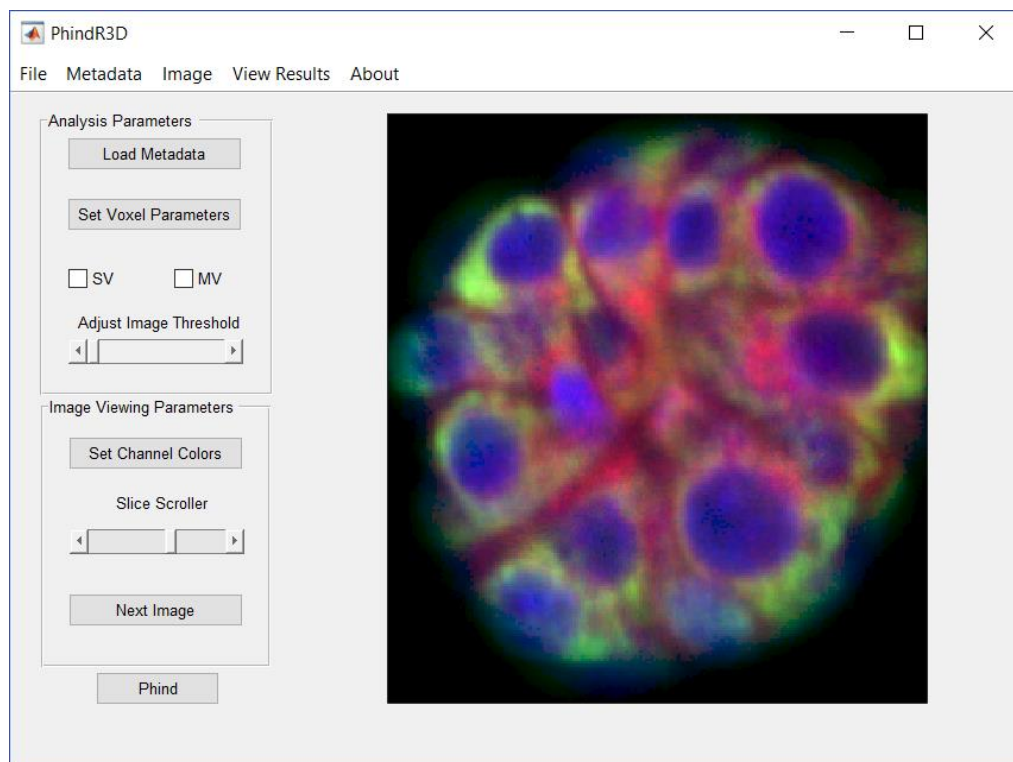 PhindR3D
File Metadata Image View Results About
Analysis Parameters
Load Metadata
Set Voxel Parameters
SV MV
Adjust Image Threshold
Image Viewing Parameters
Set Channel Colors
Slice Scroller
Next Image
Phind